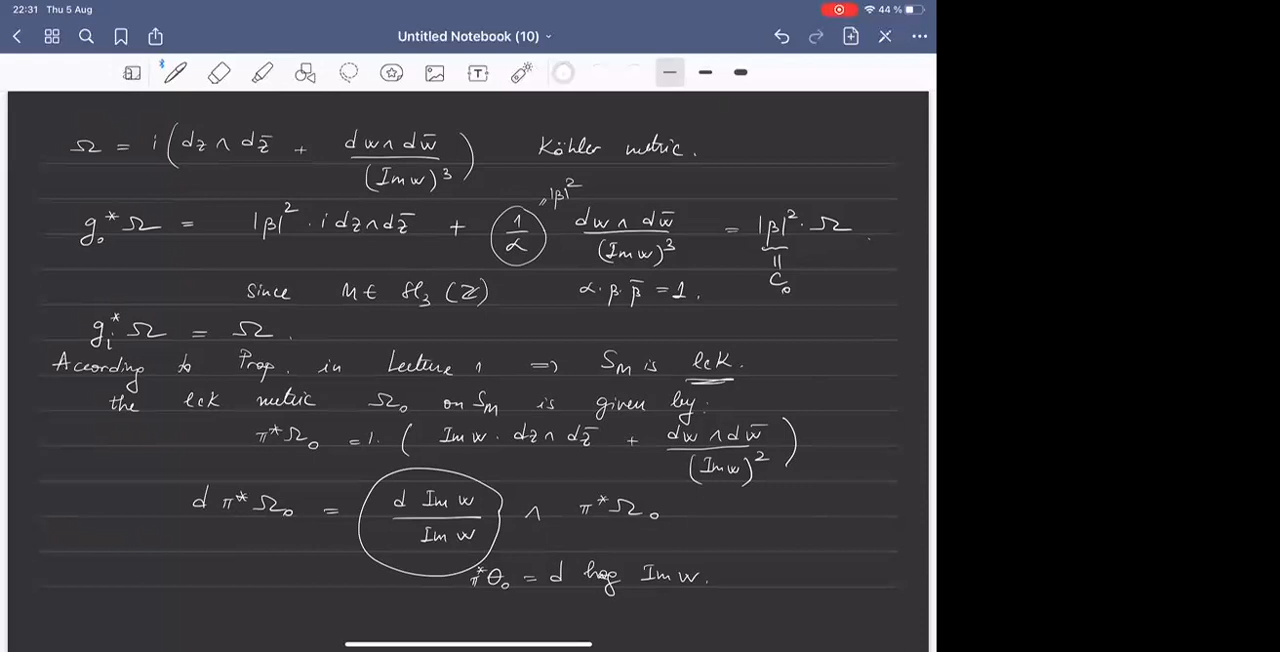 22:31 Thu 5 Aug 44 %
Untitled Notebook (10)
Ω = i ( dz ∧ dz̄ + dw ∧ dw̄ / (Im w)³ ) Köhler metric.
g₀* Ω = |β|² · i dz ∧ dz̄ + (1/α) "|β|² dw ∧ dw̄ / (Im w)³ = |β|² · Ω.
|| C₀
Since M ∈ Sl₃ (ℤ) α · β · β̄ = 1.
gᵢ* Ω = Ω.
According to Prop. in Lecture 1 => S_M is lcK.
the lcK metric Ω₀ on S_M is given by:
π* Ω₀ = i · ( Im w · dz ∧ dz̄ + dw ∧ dw̄ / (Im w)² )
d π* Ω₀ = d Im w / Im w ∧ π* Ω₀
π* θ₀ = d log Im w.